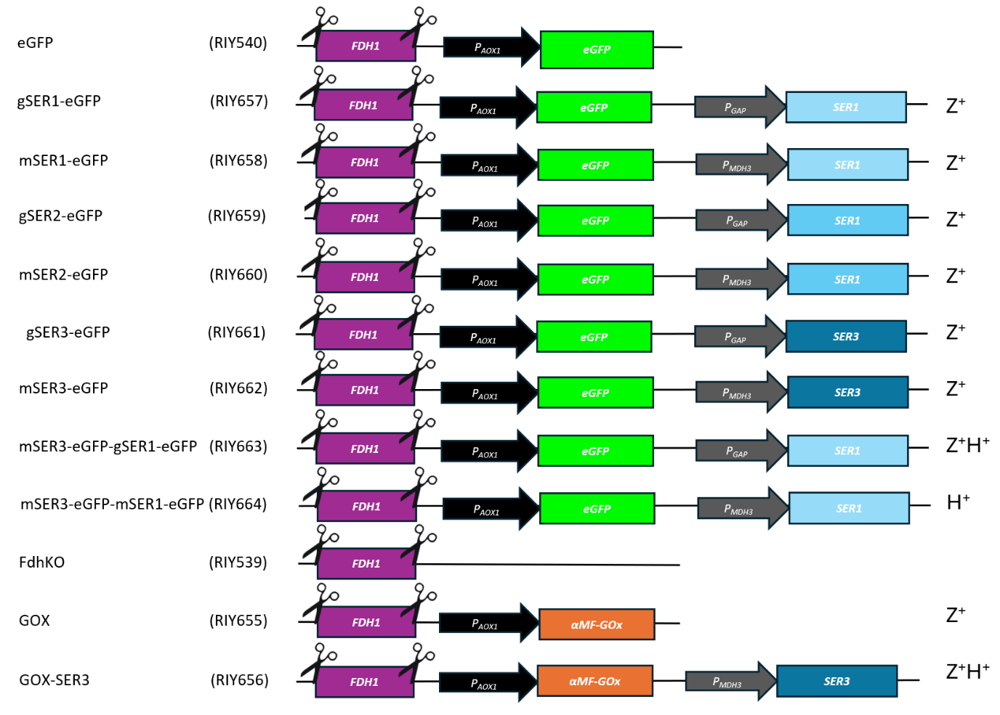 eGFP (RIY540) FDH1 PAOX1 eGFP
gSER1-eGFP (RIY657) FDH1 PAOX1 eGFP PGAP SER1 Z+
mSER1-eGFP (RIY658) FDH1 PAOX1 eGFP PMDH3 SER1 Z+
gSER2-eGFP (RIY659) FDH1 PAOX1 eGFP PGAP SER1 Z+
mSER2-eGFP (RIY660) FDH1 PAOX1 eGFP PMDH3 SER1 Z+
gSER3-eGFP (RIY661) FDH1 PAOX1 eGFP PGAP SER3 Z+
mSER3-eGFP (RIY662) FDH1 PAOX1 eGFP PMDH3 SER3 Z+
mSER3-eGFP-gSER1-eGFP (RIY663) FDH1 PAOX1 eGFP PGAP SER1 Z+H+
mSER3-eGFP-mSER1-eGFP (RIY664) FDH1 PAOX1 eGFP PMDH3 SER1 H+
FdhKO (RIY539) FDH1
GOX (RIY655) FDH1 PAOX1 αMF-GOx Z+
GOX-SER3 (RIY656) FDH1 PAOX1 αMF-GOx PMDH3 SER3 Z+H+